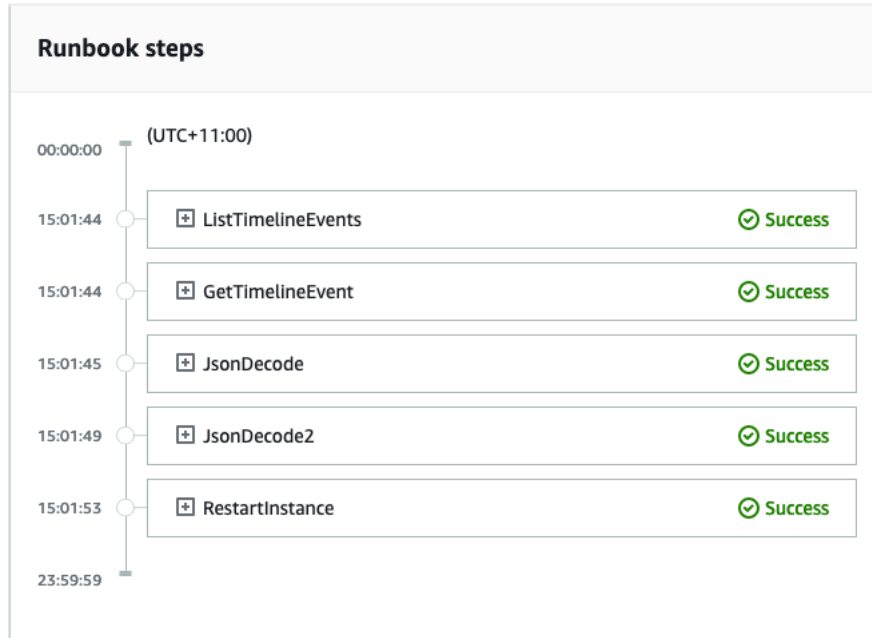 Runbook steps
(UTC+11:00)
00:00:00
15:01:44 ListTimelineEvents Success
15:01:44 GetTimelineEvent Success
15:01:45 JsonDecode Success
15:01:49 JsonDecode2 Success
15:01:53 RestartInstance Success
23:59:59